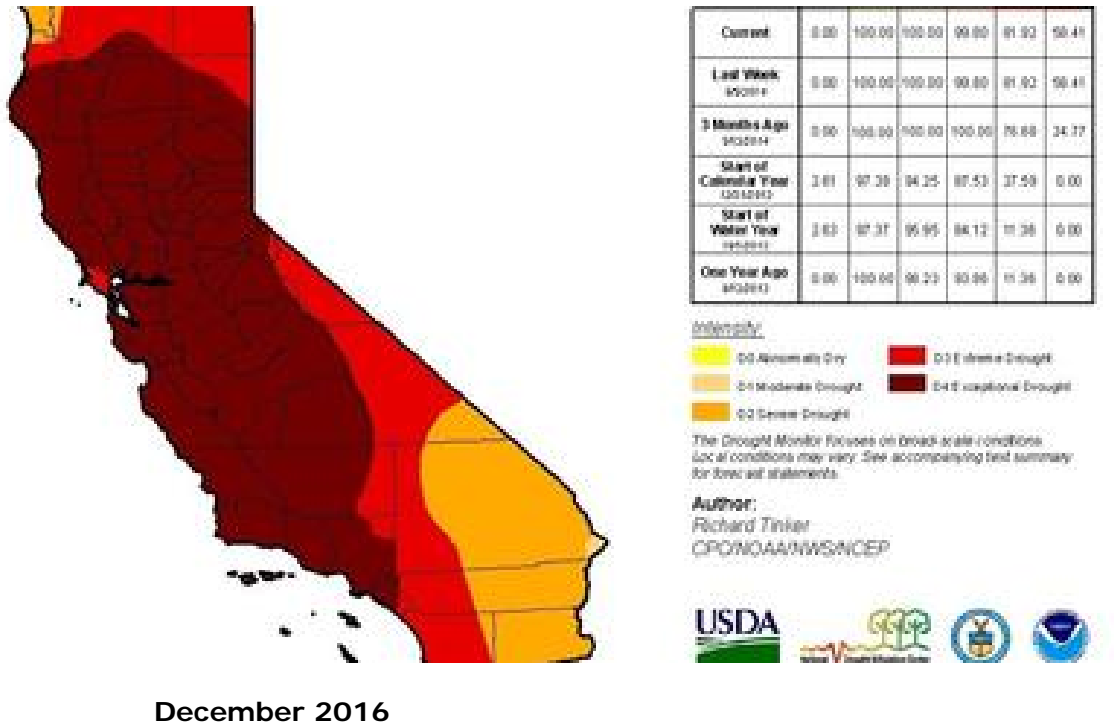 Current 0.00 100.00 100.00 99.80 81.92 58.41
Last Week 0.00 100.00 100.00 99.80 81.92 58.41
3 Months Ago 0.00 100.00 100.00 100.00 76.68 24.77
Start of
Calendar Year 2.61 97.39 94.25 87.53 27.59 0.00
Start of
Water Year 2.63 97.37 95.95 84.12 11.36 0.00
One Year Ago 0.00 100.00 98.23 11.36 0.00
Intensity:
D0 Abnormally Dry D3 Extreme Drought
D1 Moderate Drought D4 Exceptional Drought
D2 Severe Drought
The Drought Monitor focuses on broad-scale conditions.
Local conditions may vary. See accompanying text summary
for forecast statements.
Author:
Richard Tinker
CPC/NOAA/NWS/NCEP
USDA
December 2016